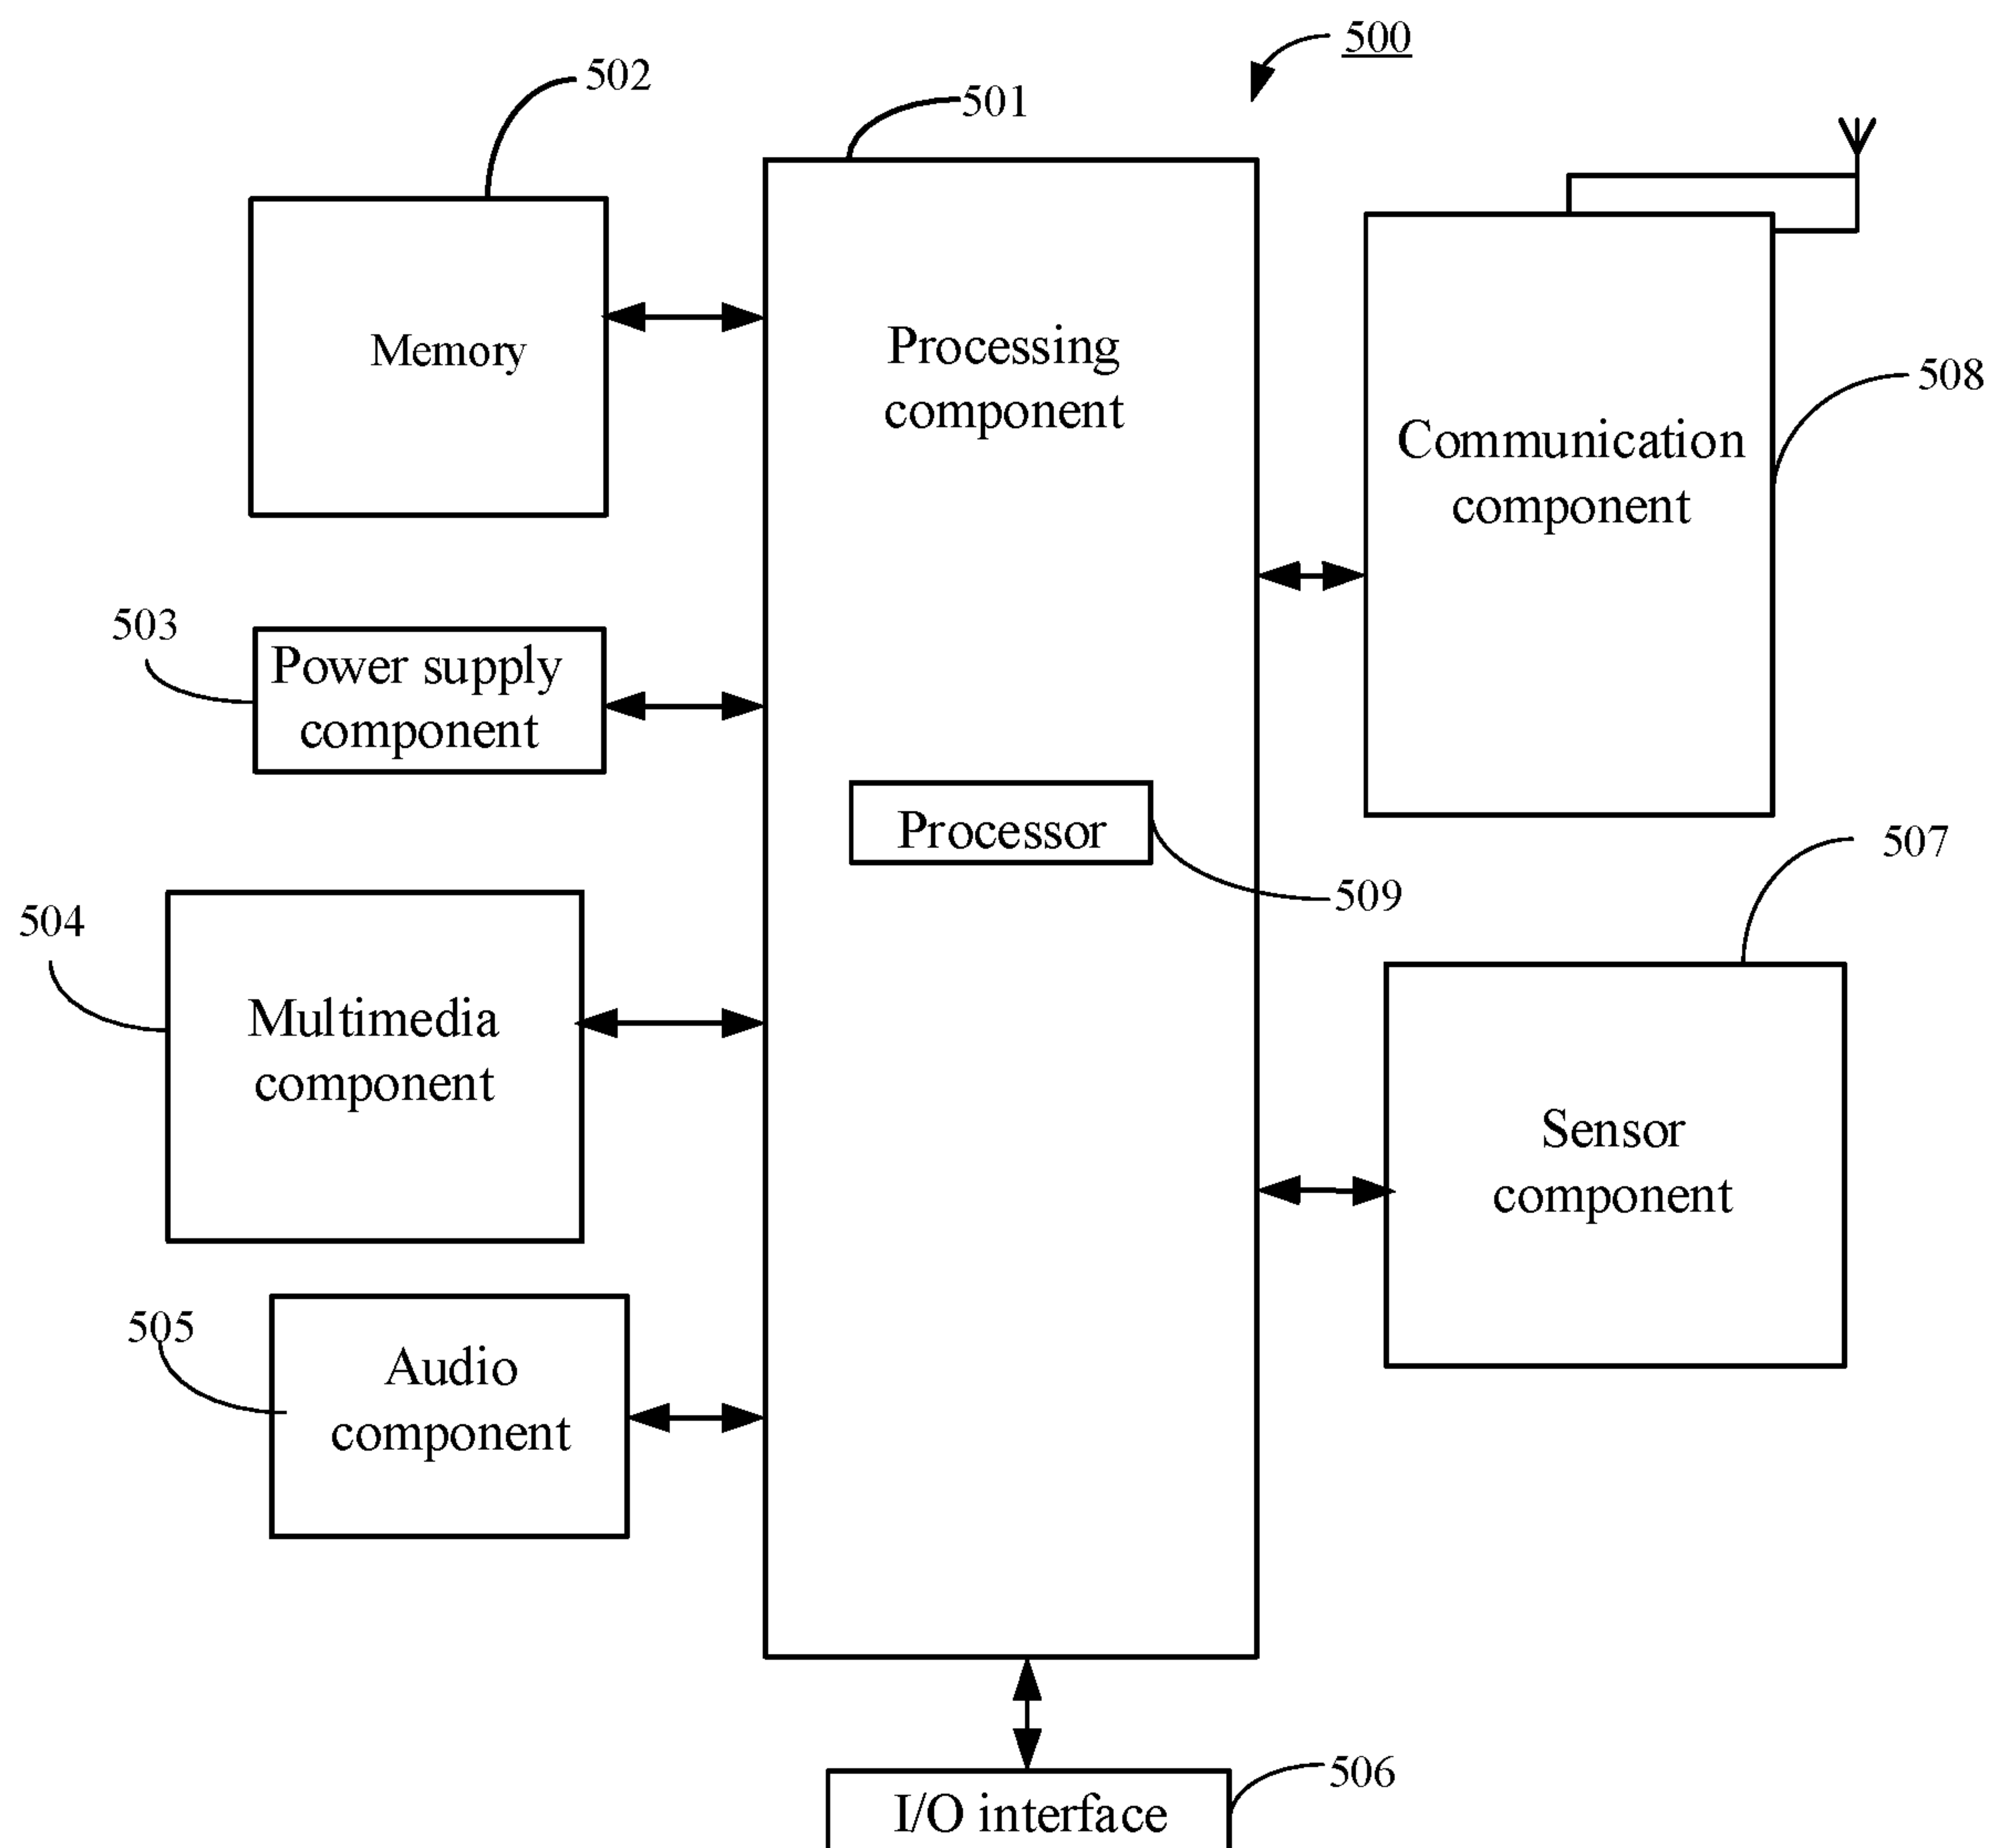 500
502
501
Memory
Processing
component
508
Communication
component
503
Power supply
component
Processor
507
509
504
Multimedia
component
Sensor
component
505
Audio
component
506
I/O interface